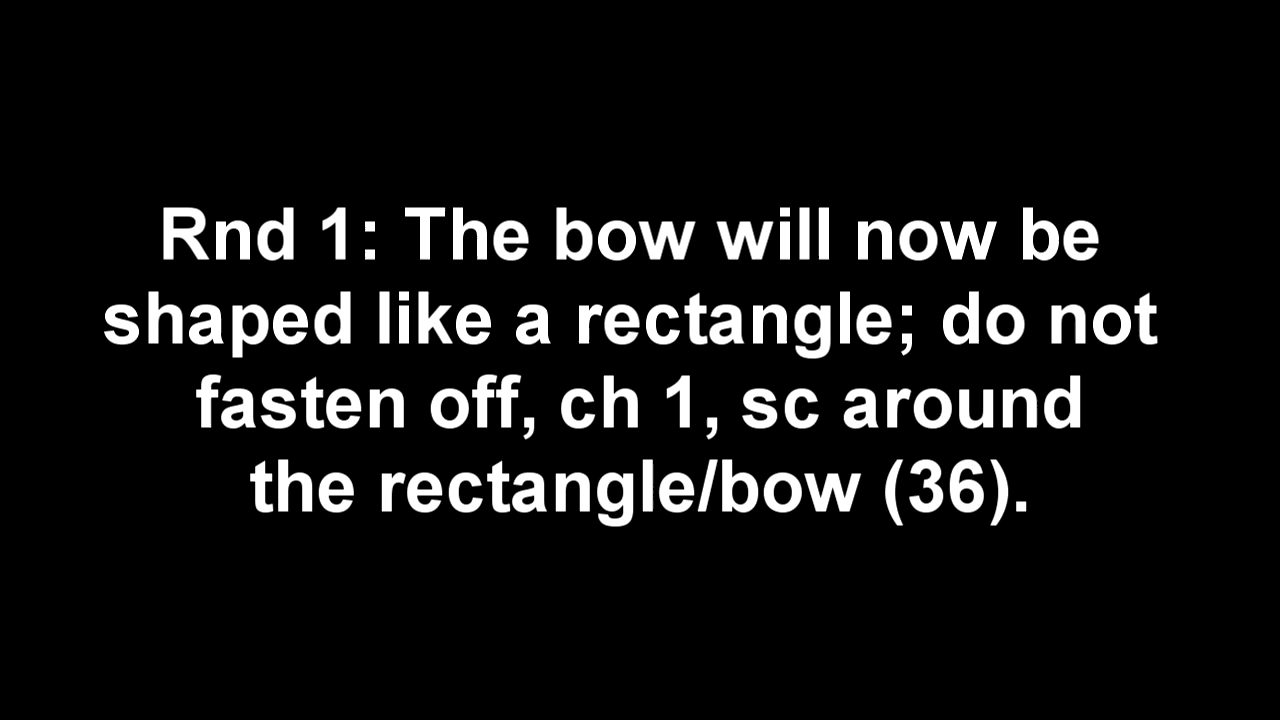 Rnd 1: The bow will now be
shaped like a rectangle; do not
fasten off, ch 1, sc around
the rectangle/bow (36).